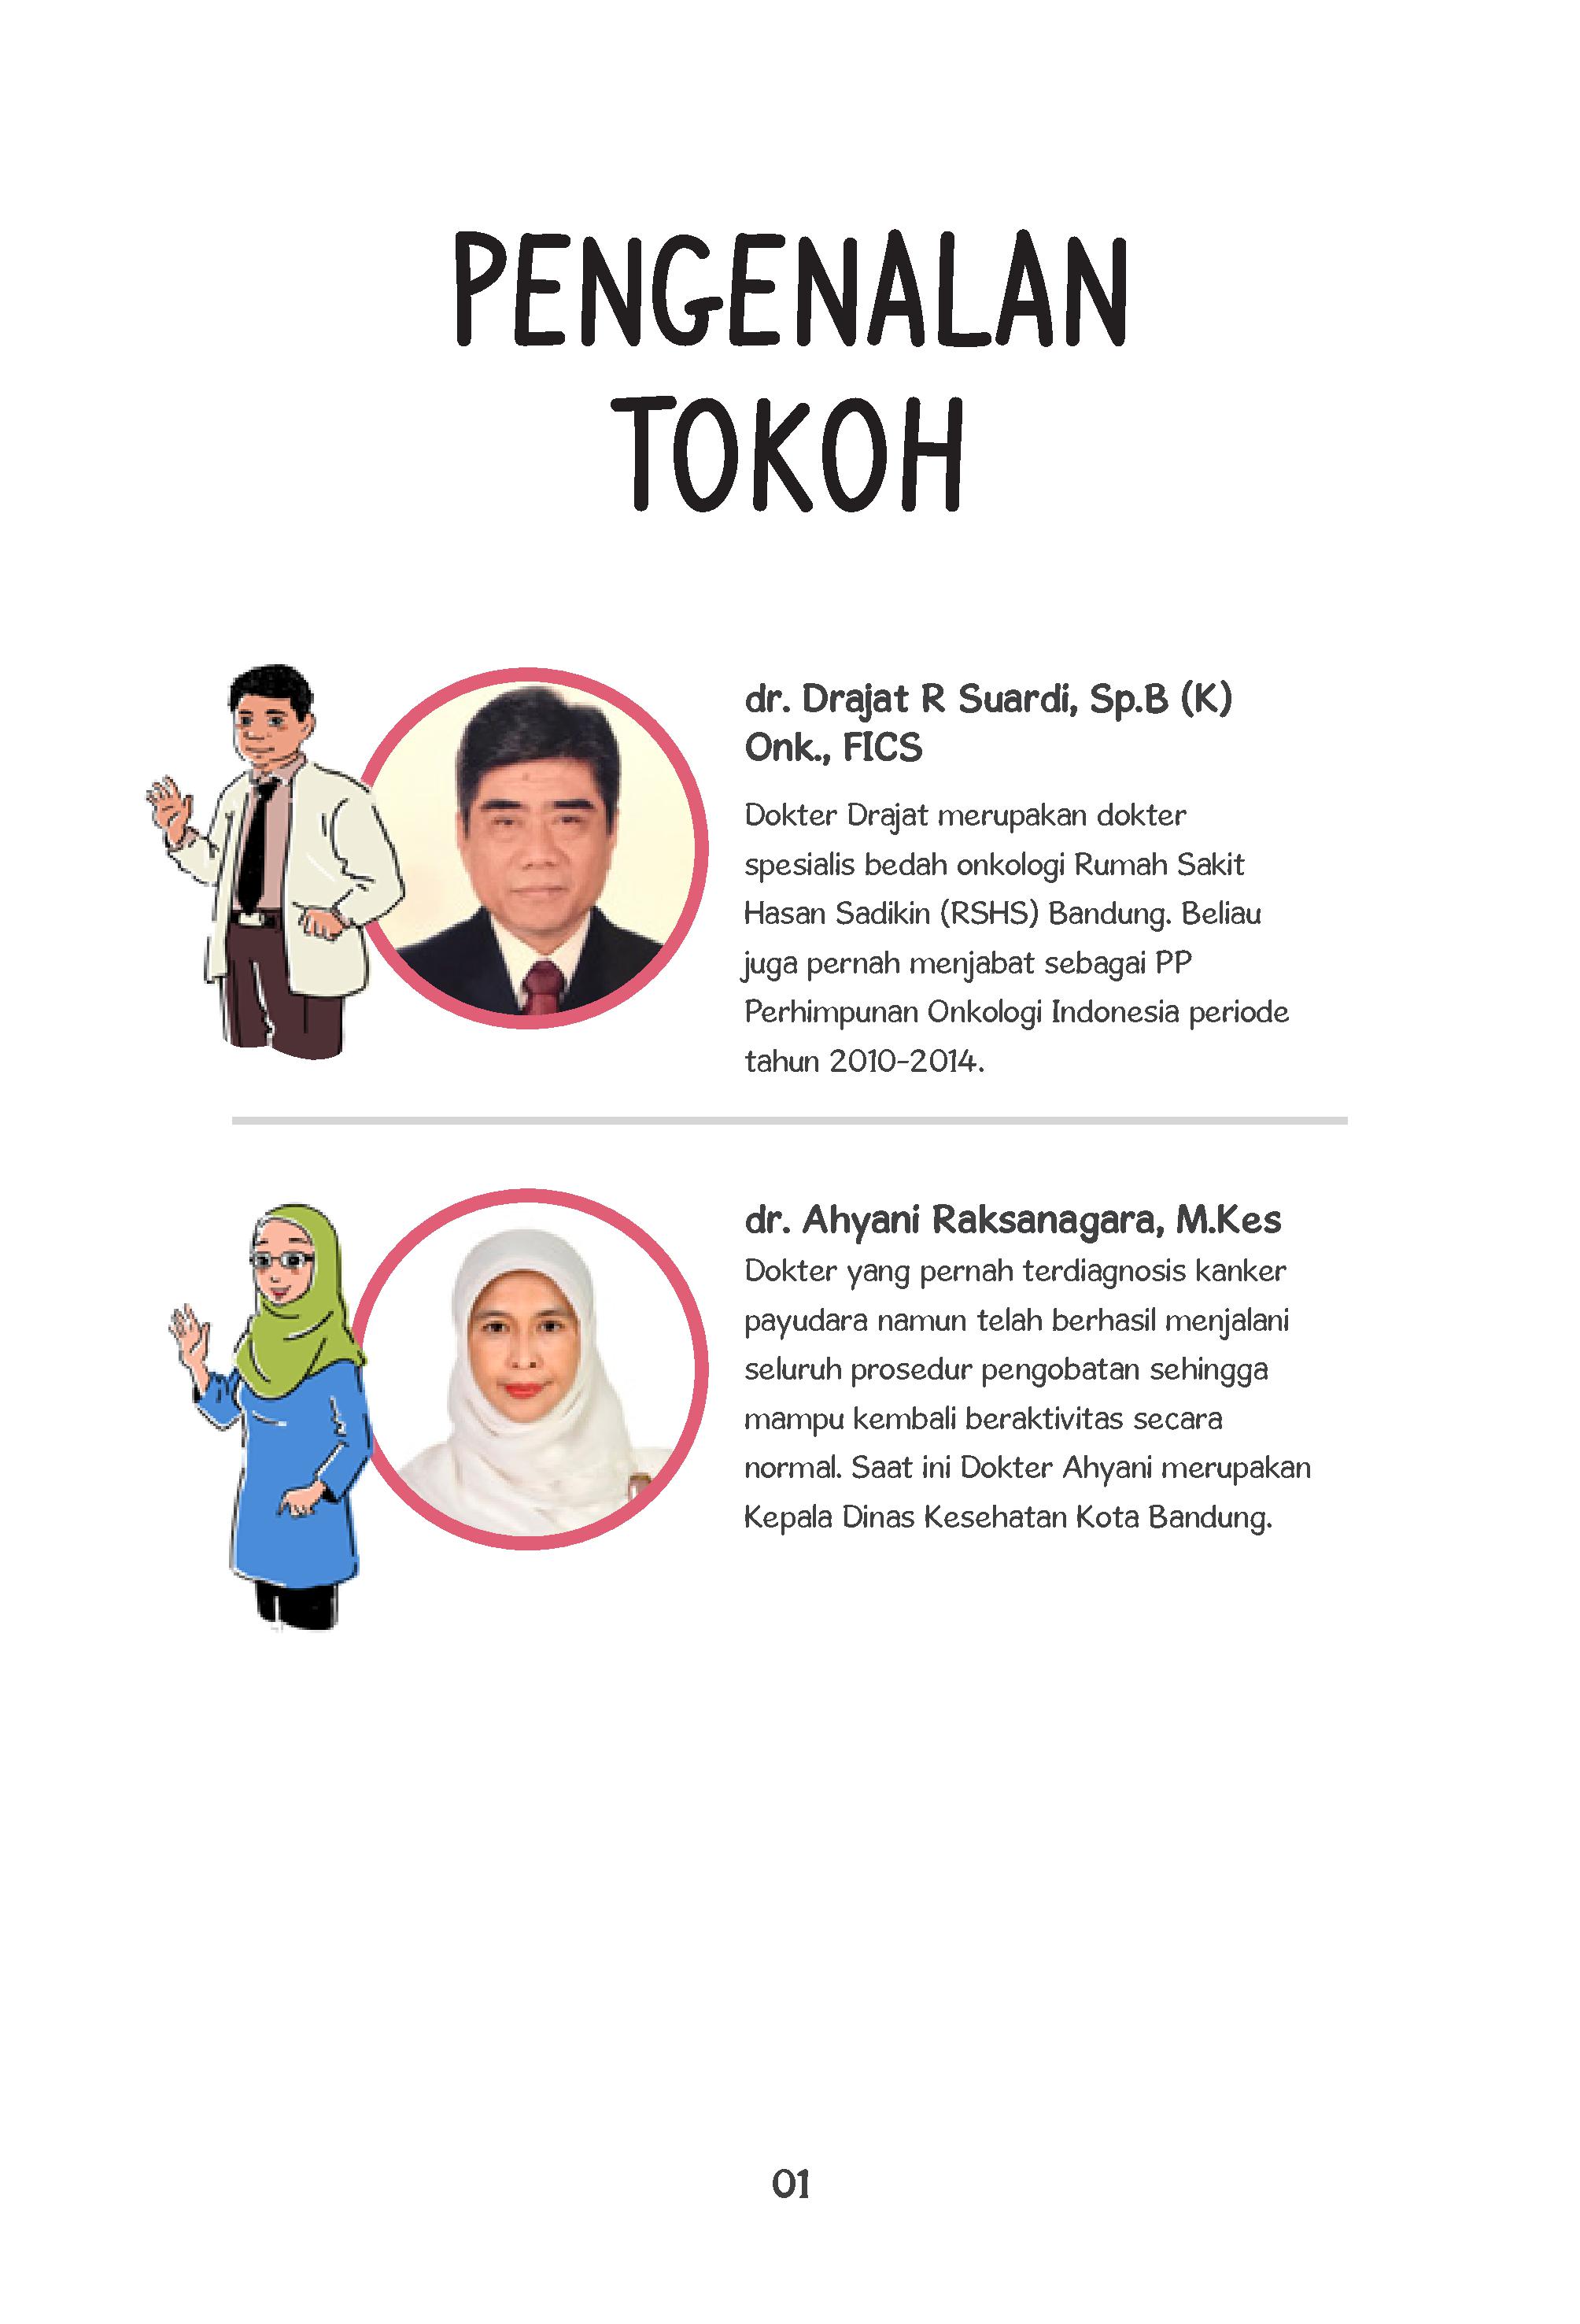 PENGENALAN
TOKOH
dr. Drajat R Suardi, Sp.B (K)
Onk., FICS
Dokter Drajat merupakan dokter
spesialis bedah onkologi Rumah Sakit
Hasan Sadikin (RSHS) Bandung. Beliau
juga pernah menjabat sebagai PP
Perhimpunan Onkologi Indonesia periode
tahun 2010-2014.
dr. Ahyani Raksanagara, M.Kes
Dokter yang pernah terdiagnosis kanker
payudara namun telah berhasil menjalani
seluruh prosedur pengobatan sehingga
mampu kembali beraktivitas secara
normal. Saat ini Dokter Ahyani merupakan
Kepala Dinas Kesehatan Kota Bandung.
01